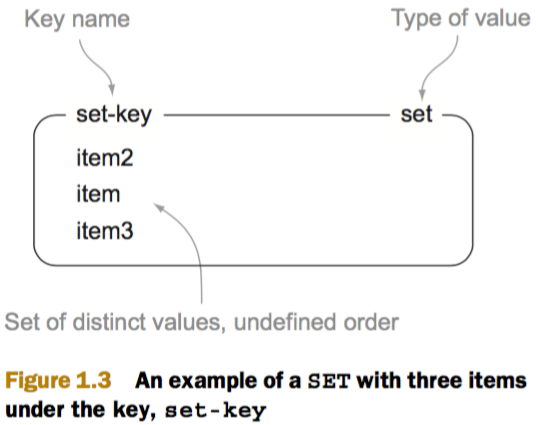 Key name
Type of value
set-key
set
item2
item
item3
Set of distinct values, undefined order
Figure 1.3 An example of a SET with three items
under the key, set-key